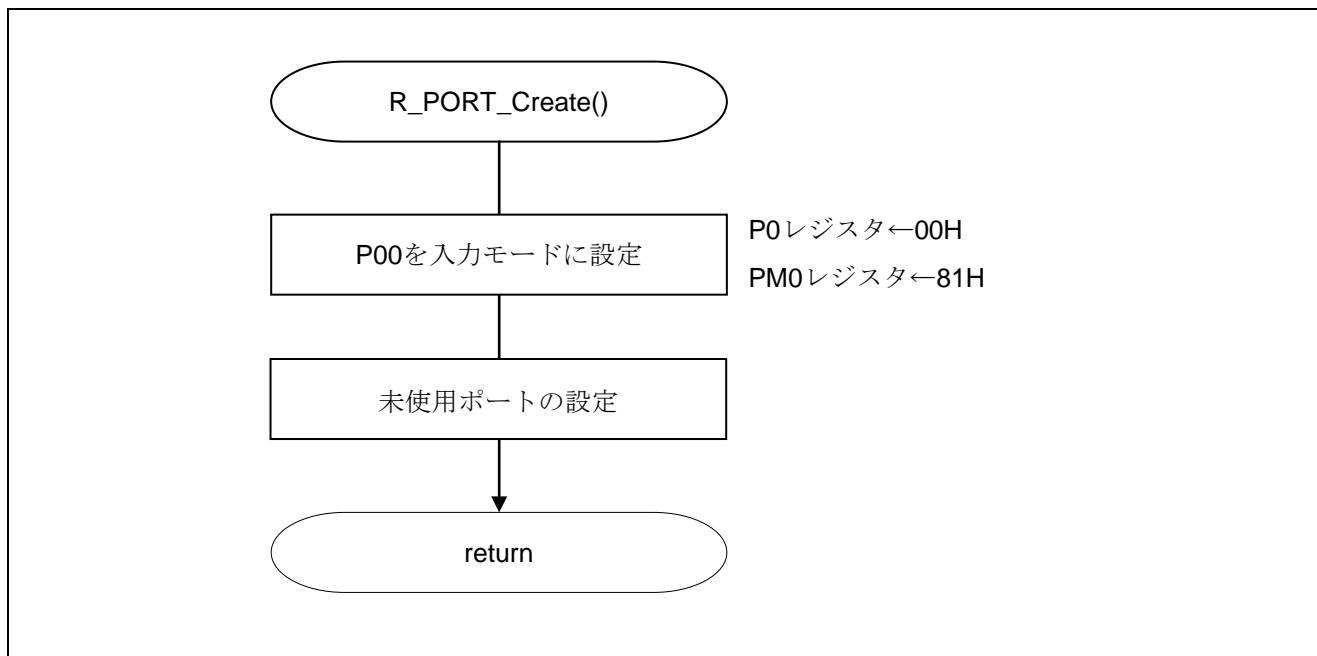 R_PORT_Create()
P00を入力モードに設定
P0レジスタ←00H
PM0レジスタ←81H
未使用ポートの設定
return